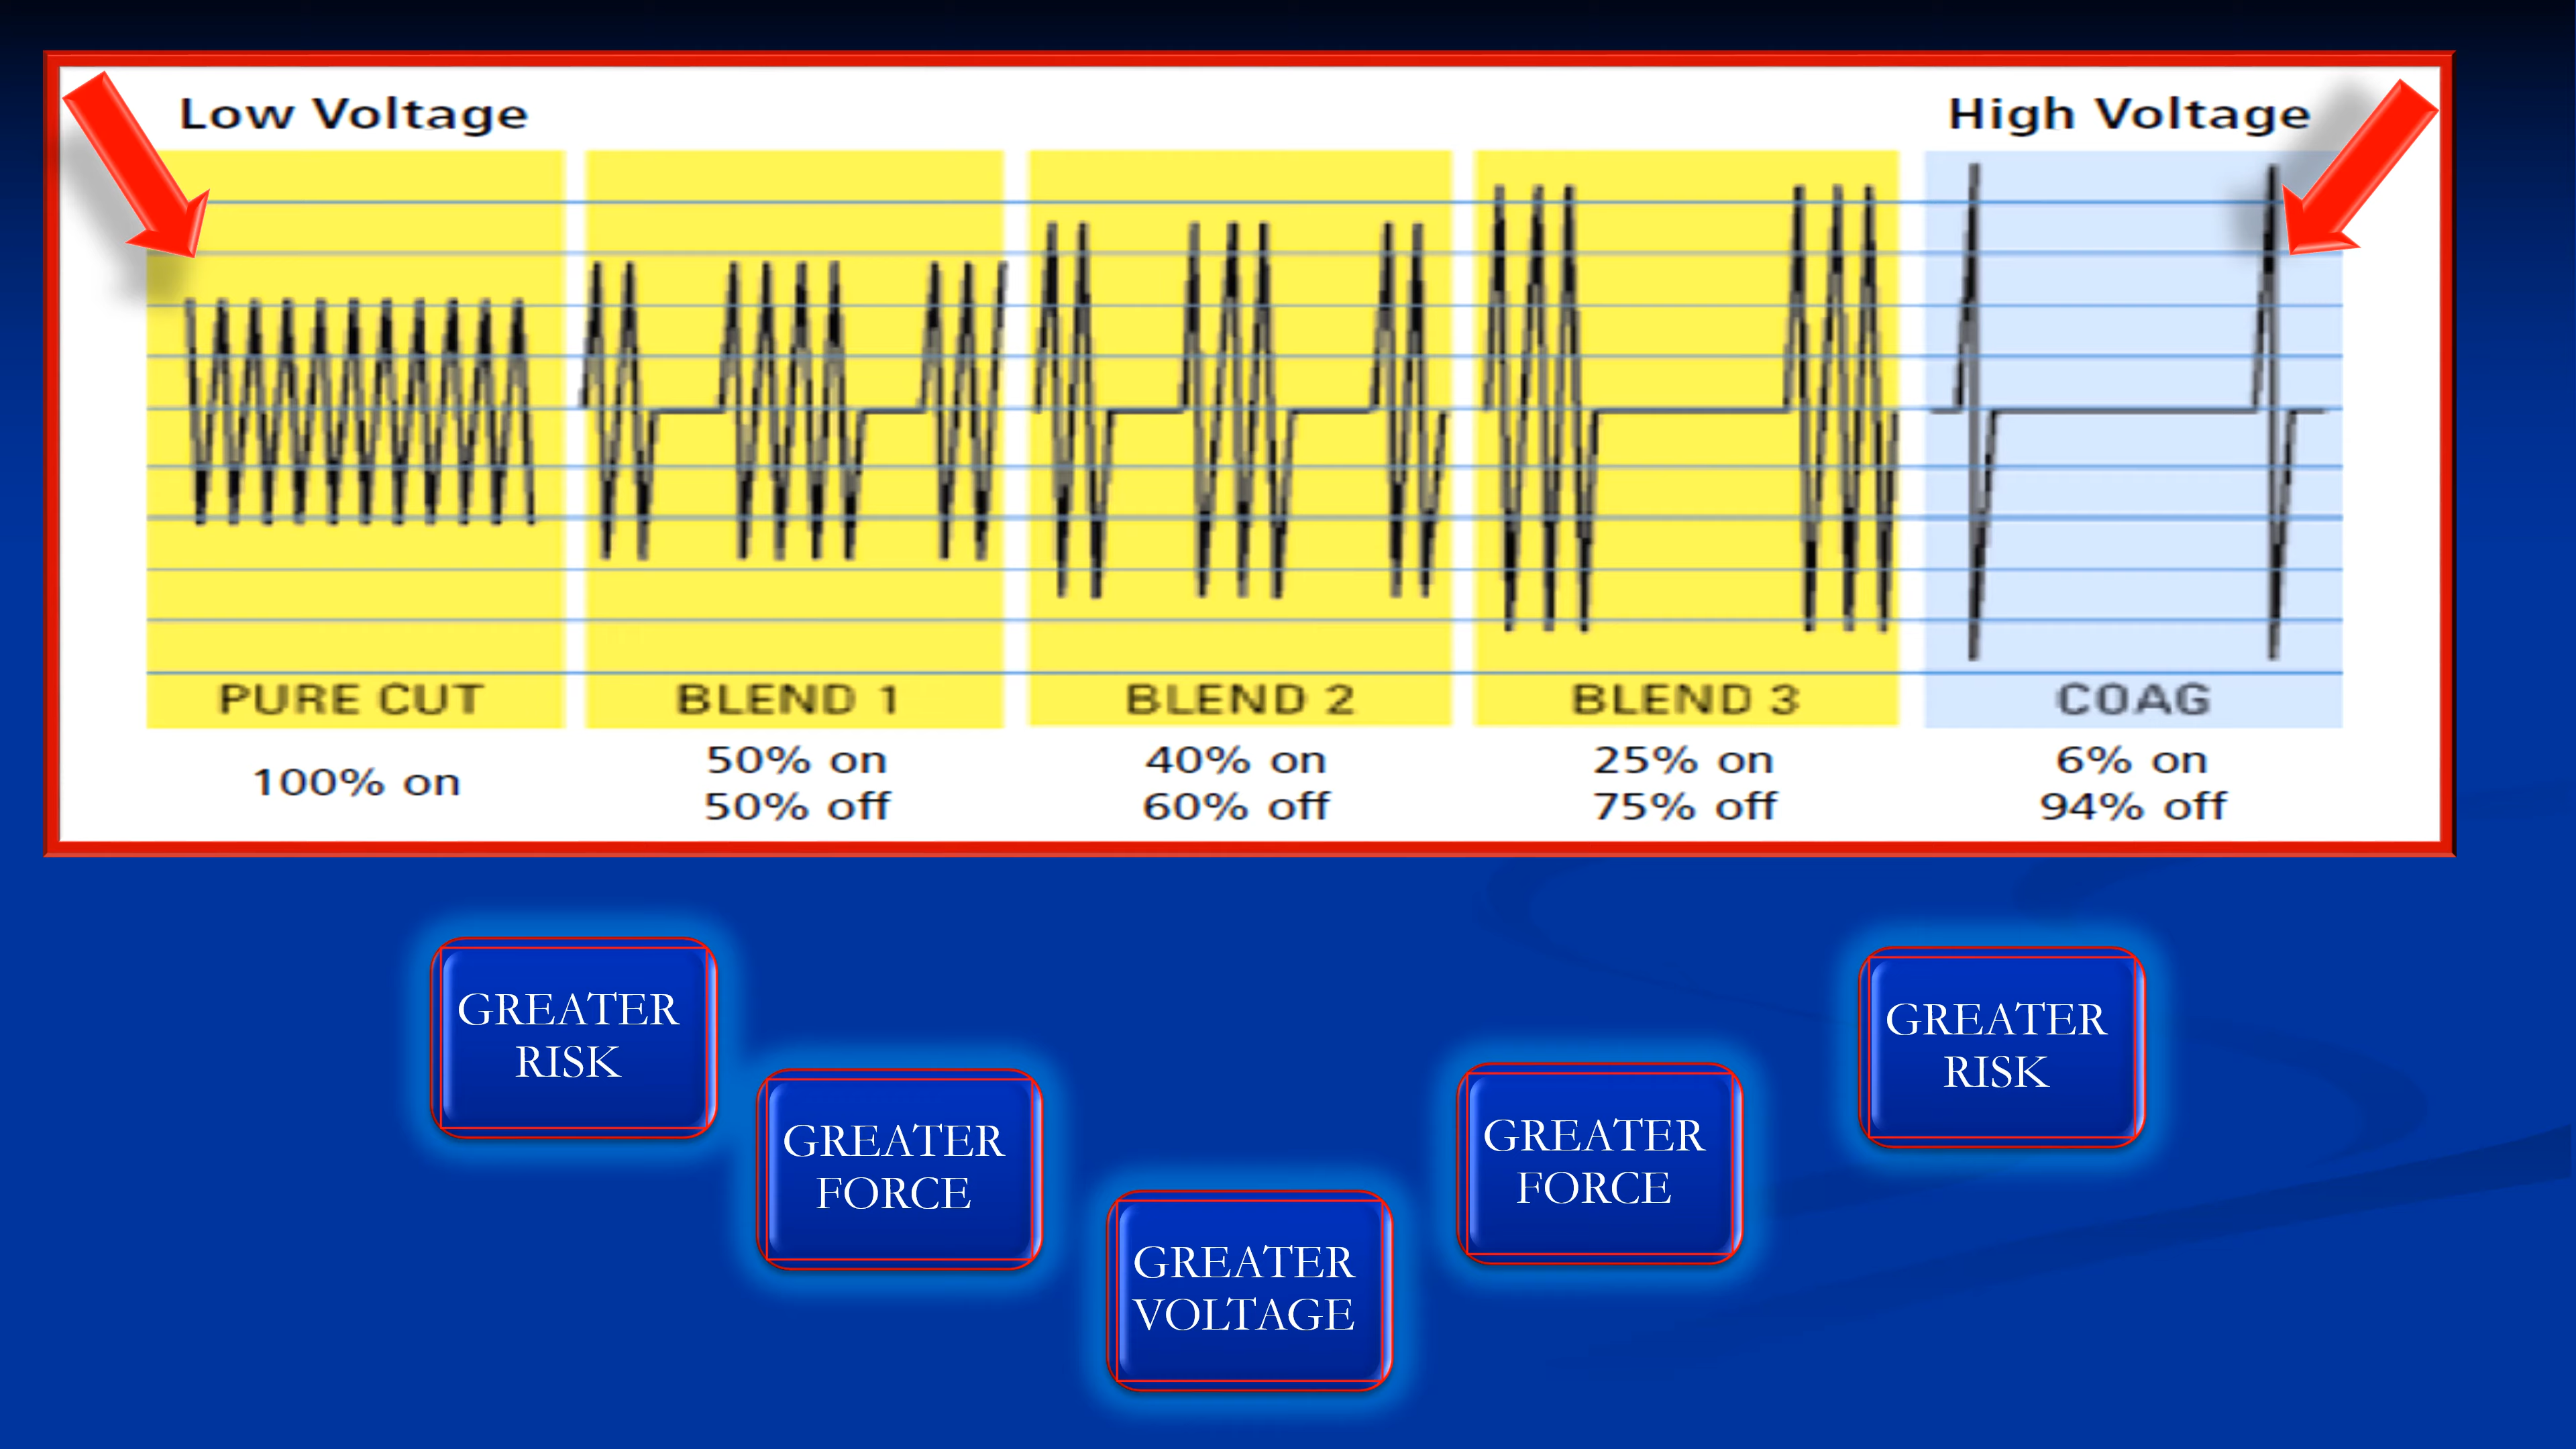 Low Voltage
High Voltage
PURE CUT
BLEND 1
BLEND 2
BLEND 3
COAG
100% on
50% on
50% off
40% on
60% off
25% on
75% off
6% on
94% off
GREATER
RISK
GREATER
FORCE
GREATER
VOLTAGE
GREATER
FORCE
GREATER
RISK